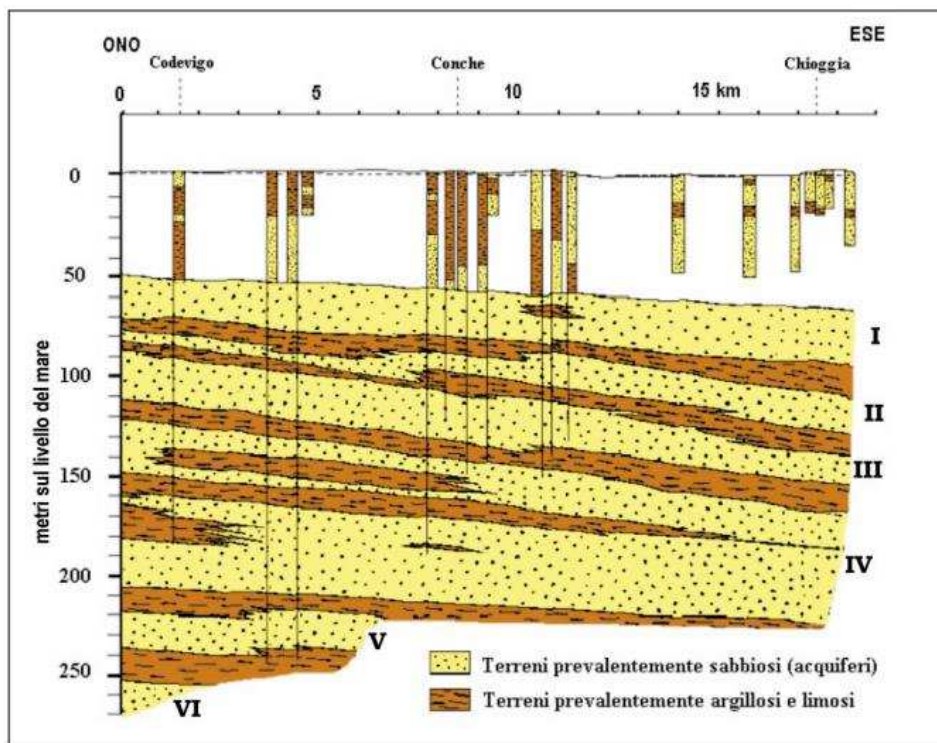 ONO
ESE
Codevigo
Conche
Chioggia
0
5
10
15 km
0
50
100
150
200
250
metri sul livello del mare
I
II
III
IV
V
VI
Terreni prevalentemente sabbiosi (acquiferi)
Terreni prevalentemente argillosi e limosi